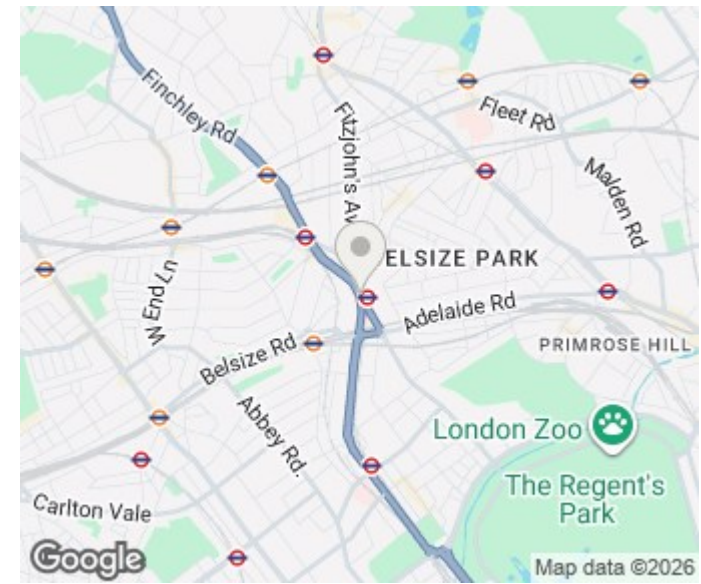 Finchley Rd
Fitzjohn's Av
Fleet Rd
Malden Rd
ELSIZE PARK
W End Ln
Adelaide Rd
Belsize Rd
PRIMROSE HILL
Abbey Rd.
London Zoo
The Regent's
Park
Carlton Vale
Google
Map data ©2026